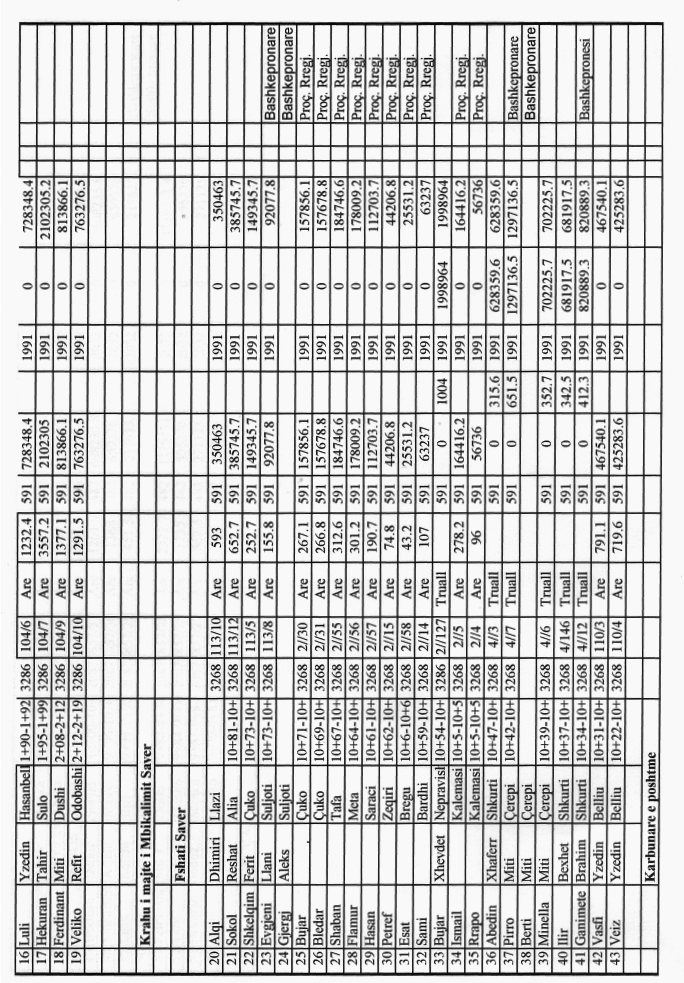 16 Luli Yzedin Hasanbell 1+90-1+92 3286 104/6 Are 1232.4 591 728348.4 1991 0 728348.4
17 Hekuran Tahir Sulo 1+95-1+99 3286 104/7 Are 3557.2 591 2102305 1991 0 2102305.2
18 Ferdinant Miti Dushi 2+08-2+12 3286 104/9 Are 1377.1 591 813866.1 1991 0 813866.1
19 Veliko Refit Odobashi 2+12-2+19 3286 104/10 Are 1291.5 591 763276.5 1991 0 763276.5
Krahu i majte i Mbikalimit Saver
Fshati Saver
20 Alqi Dhimiri Llazi 3268 113/10 Are 593 591 350463 1991 0 350463
21 Sokol Reshat Alia 10+81-10+ 3268 113/12 Are 652.7 591 385745.7 1991 0 385745.7
22 Shkelqim Ferit Çuko 10+73-10+ 3268 113/5 Are 252.7 591 149345.7 1991 0 149345.7
23 Evgjeni Llani Suljoti 10+73-10+ 3268 113/8 Are 155.8 591 92077.8 1991 0 92077.8 Bashkepronare
24 Gjergj Aleks Suljoti Bashkepronare
25 Bujar Çuko 10+71-10+ 3268 2//30 Are 267.1 591 157856.1 1991 0 157856.1 Proç. Rregj.
26 Bledar Çuko 10+69-10+ 3268 2//31 Are 266.8 591 157678.8 1991 0 157678.8 Proç. Rregj.
27 Shaban Tafa 10+67-10+ 3268 2//55 Are 312.6 591 184746.6 1991 0 184746.6 Proç. Rregj.
28 Flamur Meta 10+64-10+ 3268 2//56 Are 301.2 591 178009.2 1991 0 178009.2 Proç. Rregj.
29 Hasan Saraci 10+61-10+ 3268 2//57 Are 190.7 591 112703.7 1991 0 112703.7 Proç. Rregj.
30 Petref Zeqiri 10+62-10+ 3268 2//15 Are 74.8 591 44206.8 1991 0 44206.8 Proç. Rregj.
31 Esat Bregu 10+6-10+6 3268 2//58 Are 43.2 591 25531.2 1991 0 25531.2 Proç. Rregj.
32 Sami Bardhi 10+59-10+ 3268 2//14 Are 107 591 63237 1991 0 63237 Proç. Rregj.
33 Bujar Xhevdet Nepravisht 10+54-10+ 3286 2//127 Truall 591 0 1004 1991 1998964 1998964
34 Ismail Kalemasi 10+5-10+5 3268 2//5 Are 278.2 591 164416.2 1991 0 164416.2 Proç. Rregj.
35 Rrapo Kalemasi 10+5-10+5 3268 2//4 Are 96 591 56736 1991 0 56736 Proç. Rregj.
36 Abedin Xhaferr Shkurti 10+47-10+ 3268 4//3 Truall 591 0 315.6 1991 628359.6 628359.6
37 Pirro Miti Çerepi 10+42-10+ 3268 4//7 Truall 591 0 651.5 1991 1297136.5 1297136.5 Bashkepronare
38 Berti Miti Çerepi Bashkepronare
39 Minella Miti Çerepi 10+39-10+ 3268 4//6 Truall 591 0 352.7 1991 702225.7 702225.7
40 Ilir Bexhet Shkurti 10+37-10+ 3268 4/146 Truall 591 0 342.5 1991 681917.5 681917.5
41 Ganimete Brahim Shkurti 10+34-10+ 3268 4//12 Truall 591 0 412.3 1991 820889.3 820889.3 Bashkepronesi
42 Vasfi Yzedin Belliu 10+31-10+ 3268 110/3 Are 791.1 591 467540.1 1991 0 467540.1
43 Veiz Yzedin Belliu 10+22-10+ 3268 110/4 Are 719.6 591 425283.6 1991 0 425283.6
Karbunare e poshtme